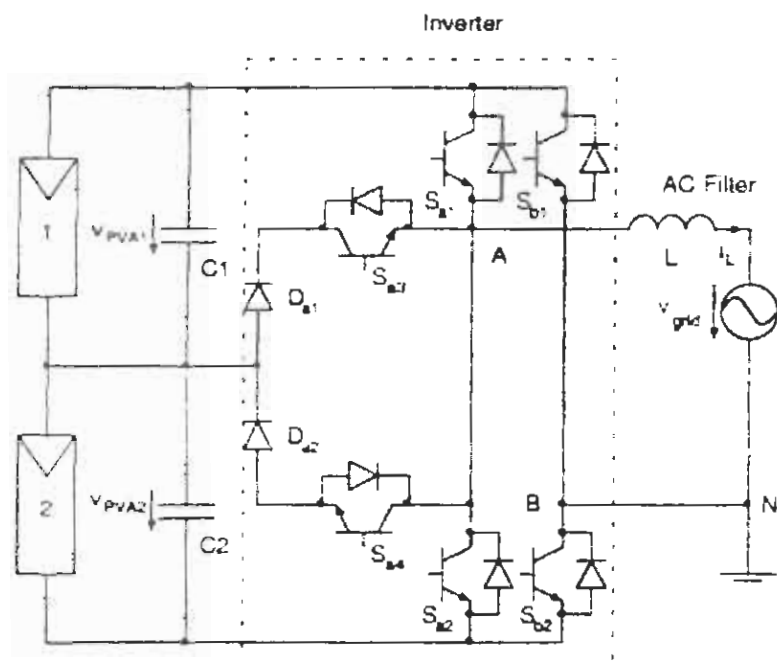 Inverter
AC Filter
1
V_PVA1
C1
D_a1
S_a3
S_a1
S_b1
A
L
i_L
V_grid
2
V_PVA2
C2
D_a2
S_a4
B
N
S_a2
S_b2